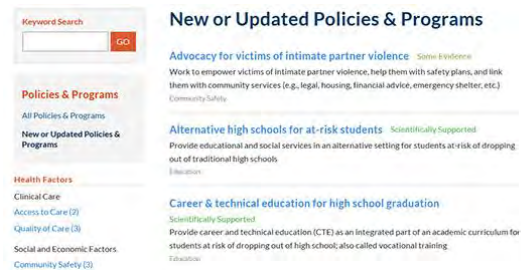 Keyword Search
GO
Policies & Programs
All Policies & Programs
New or Updated Policies &
Programs
Health Factors
Clinical Care
Access to Care (3)
Quality of Care (3)
Social and Economic Factors
Community Safety (3)
New or Updated Policies & Programs
Advocacy for victims of intimate partner violence Some Evidence
Work to empower victims of intimate partner violence, help them with safety plans, and link
them with community services (e.g., legal, housing, financial advice, emergency shelter, etc.)
Community Safety
Alternative high schools for at-risk students Scientifically Supported
Provide educational and social services in an alternative setting for students at-risk of dropping
out of traditional high schools
Education
Career & technical education for high school graduation
Scientifically Supported
Provide career and technical education (CTE) as an integrated part of an academic curriculum for
students at risk of dropping out of high school; also called vocational training
Education